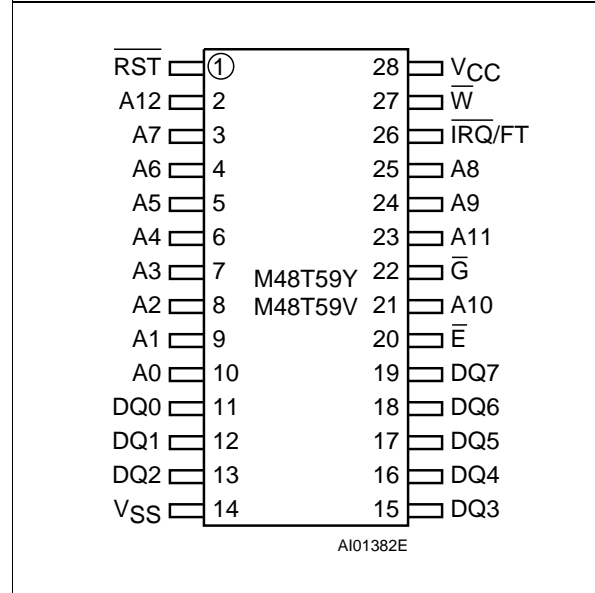 R̅S̅T̅ 1 28 VCC
A12 2 27 W̅
A7 3 26 I̅R̅Q̅/FT
A6 4 25 A8
A5 5 24 A9
A4 6 23 A11
A3 7 M48T59Y 22 G̅
A2 8 M48T59V 21 A10
A1 9 20 E̅
A0 10 19 DQ7
DQ0 11 18 DQ6
DQ1 12 17 DQ5
DQ2 13 16 DQ4
VSS 14 15 DQ3
AI01382E